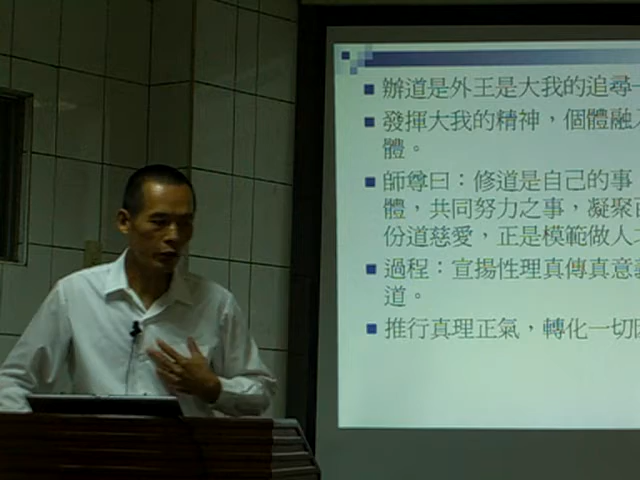 辦道是外王是大我的追尋
發揮大我的精神，個體融入
體。
師尊曰：修道是自己的事
體，共同努力之事，凝聚
份道慈愛，正是模範做人
過程：宣揚性理真傳真意義
道。
推行真理正氣，轉化一切